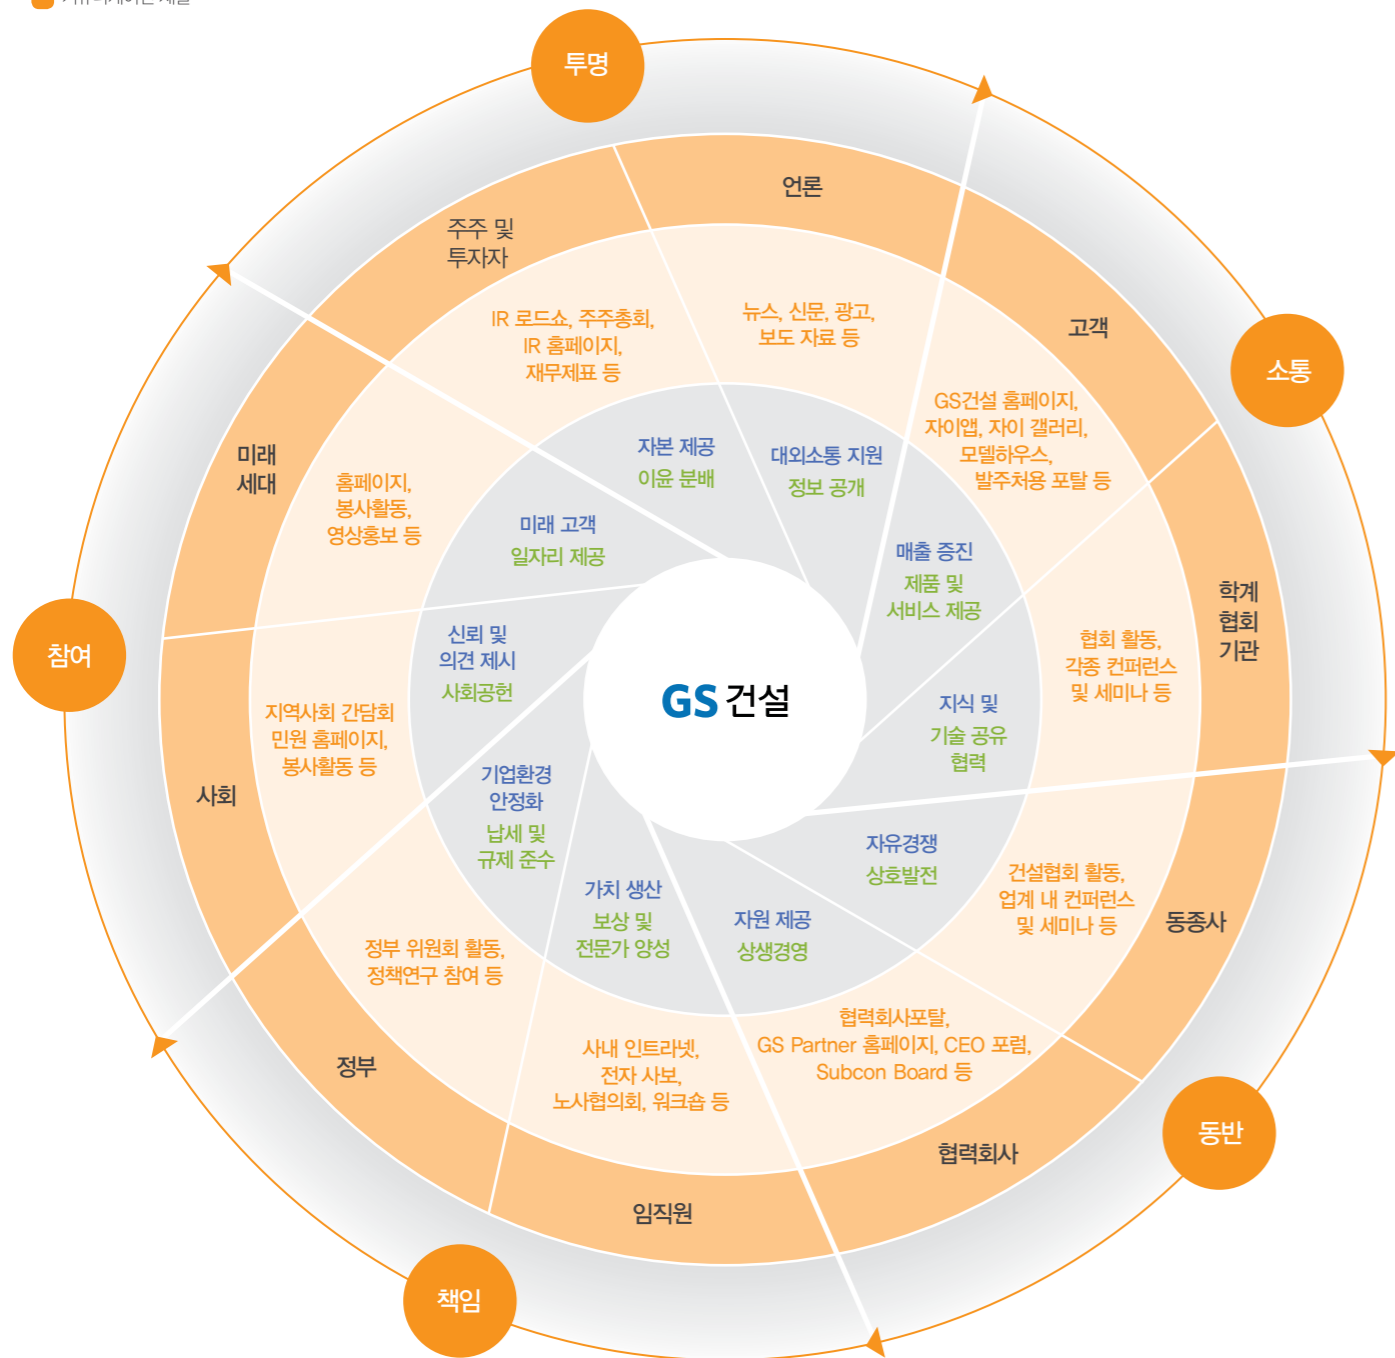 투명
언론
주주 및
투자자
고객
소통
IR 로드쇼, 주주총회,
IR 홈페이지,
재무제표 등
뉴스, 신문, 광고,
보도 자료 등
GS건설 홈페이지,
자이앱, 자이 갤러리,
모델하우스,
발주처용 포탈 등
미래
세대
홈페이지,
봉사활동,
영상홍보 등
자본 제공
이윤 분배
대외소통 지원
정보 공개
미래 고객
일자리 제공
매출 증진
제품 및
서비스 제공
학계
협회
기관
협회 활동,
각종 컨퍼런스
및 세미나 등
참여
신뢰 및
의견 제시
사회공헌
GS건설
지식 및
기술 공유
협력
지역사회 간담회
민원 홈페이지,
봉사활동 등
사회
기업환경
안정화
납세 및
규제 준수
자유경쟁
상호발전
건설협회 활동,
업계 내 컨퍼런스
및 세미나 등
동종사
가치 생산
보상 및
전문가 양성
자원 제공
상생경영
정부 위원회 활동,
정책연구 참여 등
정부
사내 인트라넷,
전자 사보,
노사협의회, 워크숍 등
협력회사포탈,
GS Partner 홈페이지, CEO 포럼,
Subcon Board 등
동반
협력회사
임직원
책임